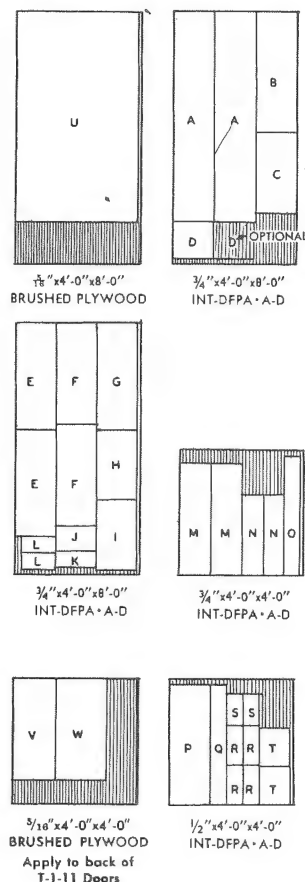 U
5/16"x4'-0"x8'-0"
BRUSHED PLYWOOD
A A B
C
D D OPTIONAL
3/4"x4'-0"x8'-0"
INT-DFPA•A-D
E F G
E F H
L J I
L K
3/4"x4'-0"x8'-0"
INT-DFPA•A-D
M M N N O
3/4"x4'-0"x4'-0"
INT-DFPA•A-D
V W
5/16"x4'-0"x4'-0"
BRUSHED PLYWOOD
Apply to back of
T-1-11 Doors
P Q S S
R R T
R R T
1/2"x4'-0"x4'-0"
INT-DFPA•A-D